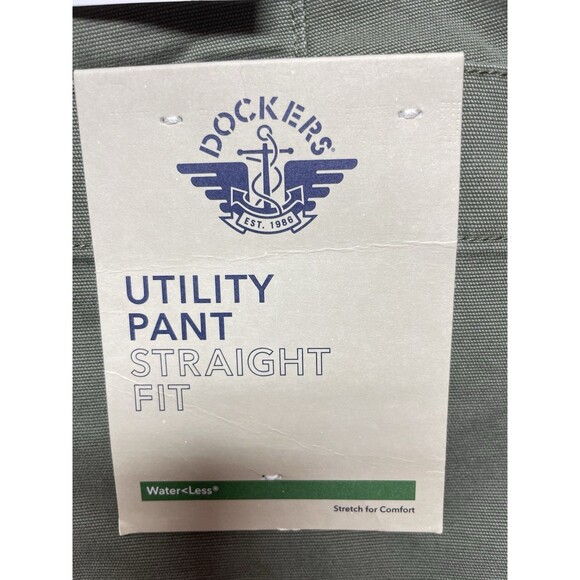 DOCKERS®
EST. 1986
UTILITY
PANT
STRAIGHT
FIT
Water<Less®
Stretch for Comfort